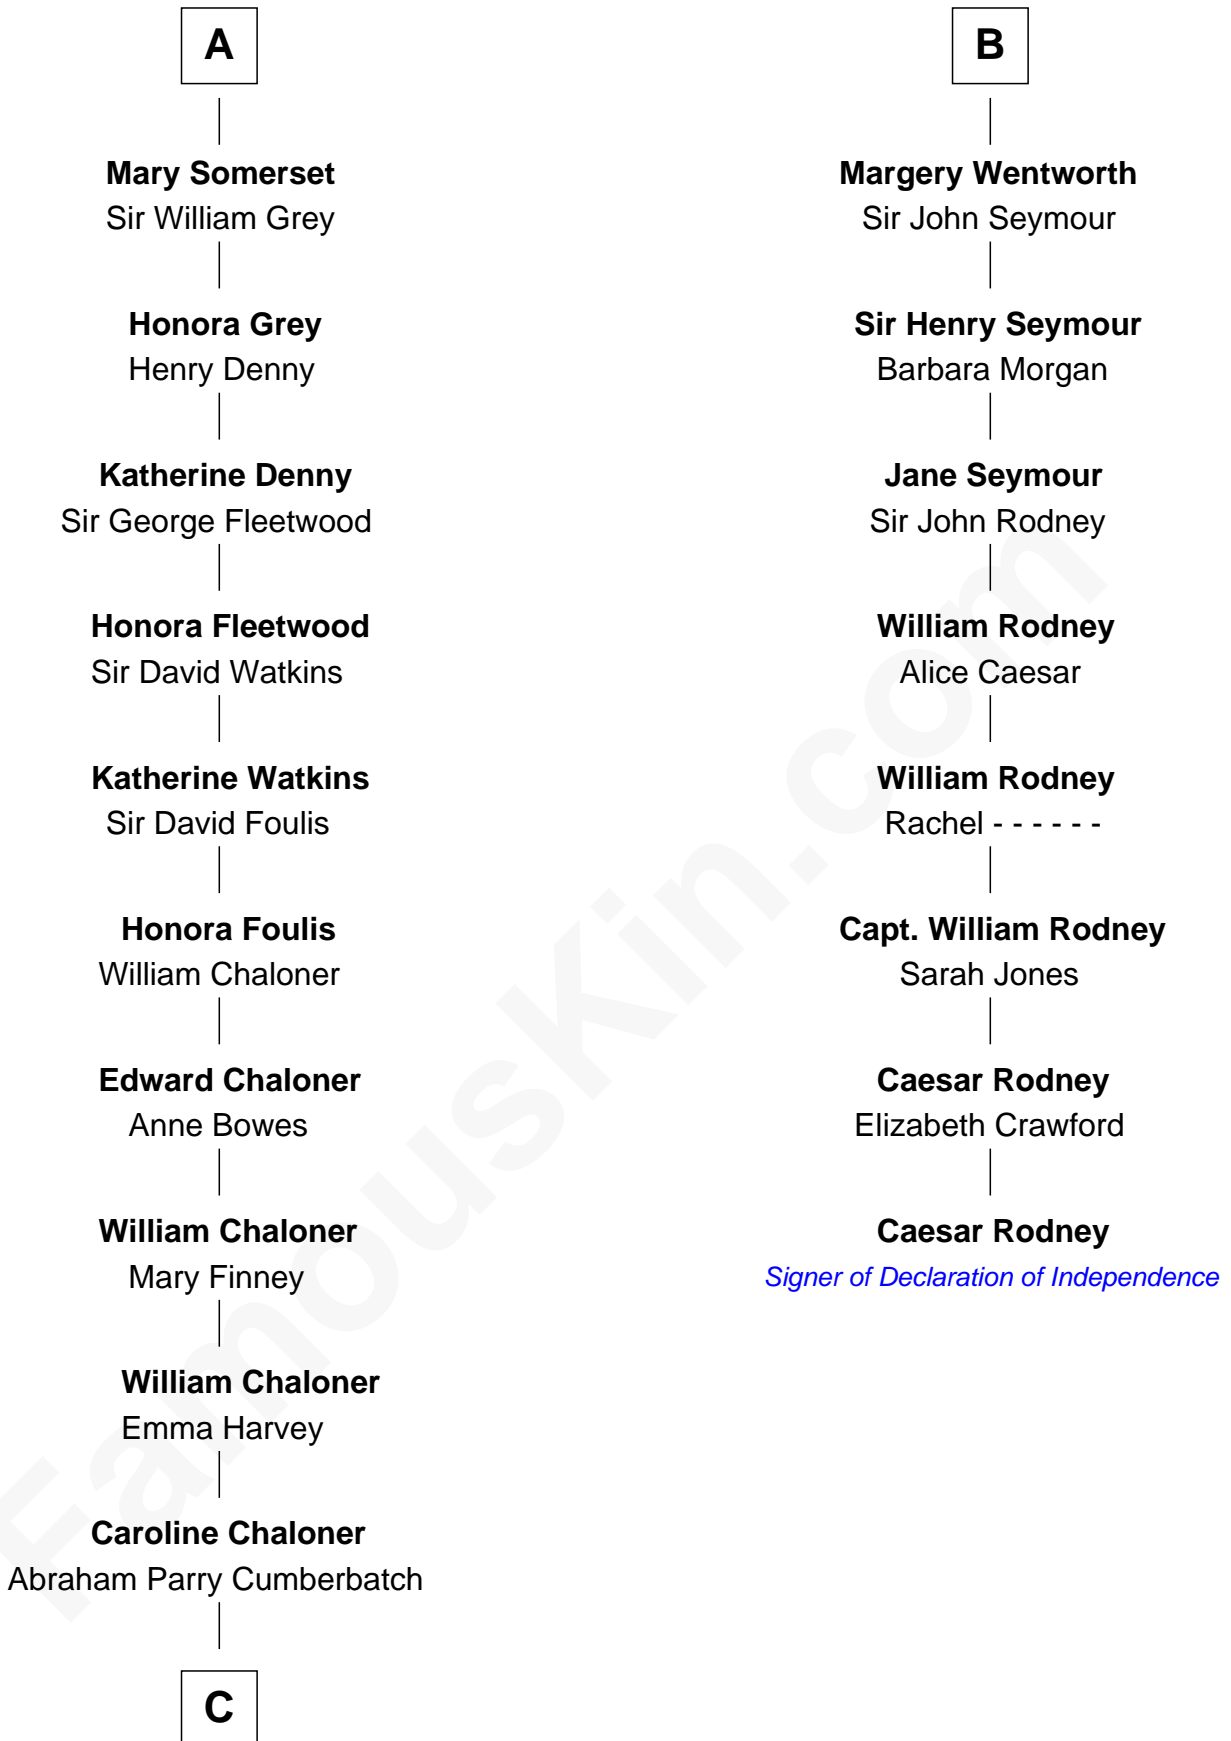 A
Mary Somerset
Sir William Grey
Honora Grey
Henry Denny
Katherine Denny
Sir George Fleetwood
Honora Fleetwood
Sir David Watkins
Katherine Watkins
Sir David Foulis
Honora Foulis
William Chaloner
Edward Chaloner
Anne Bowes
William Chaloner
Mary Finney
William Chaloner
Emma Harvey
Caroline Chaloner
Abraham Parry Cumberbatch
C
B
Margery Wentworth
Sir John Seymour
Sir Henry Seymour
Barbara Morgan
Jane Seymour
Sir John Rodney
William Rodney
Alice Caesar
William Rodney
Rachel - - - - - -
Capt. William Rodney
Sarah Jones
Caesar Rodney
Elizabeth Crawford
Caesar Rodney
Signer of Declaration of Independence
FamousKin.com